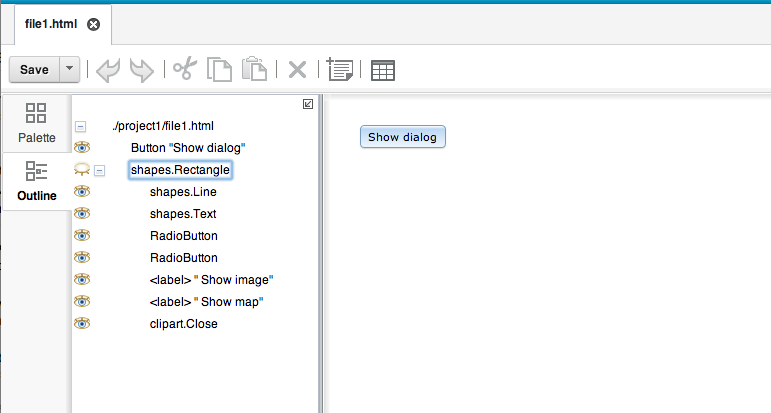 file1.html
Save
Palette
Outline
./project1/file1.html
Button "Show dialog"
shapes.Rectangle
shapes.Line
shapes.Text
RadioButton
RadioButton
<label> " Show image"
<label> " Show map"
clipart.Close
Show dialog